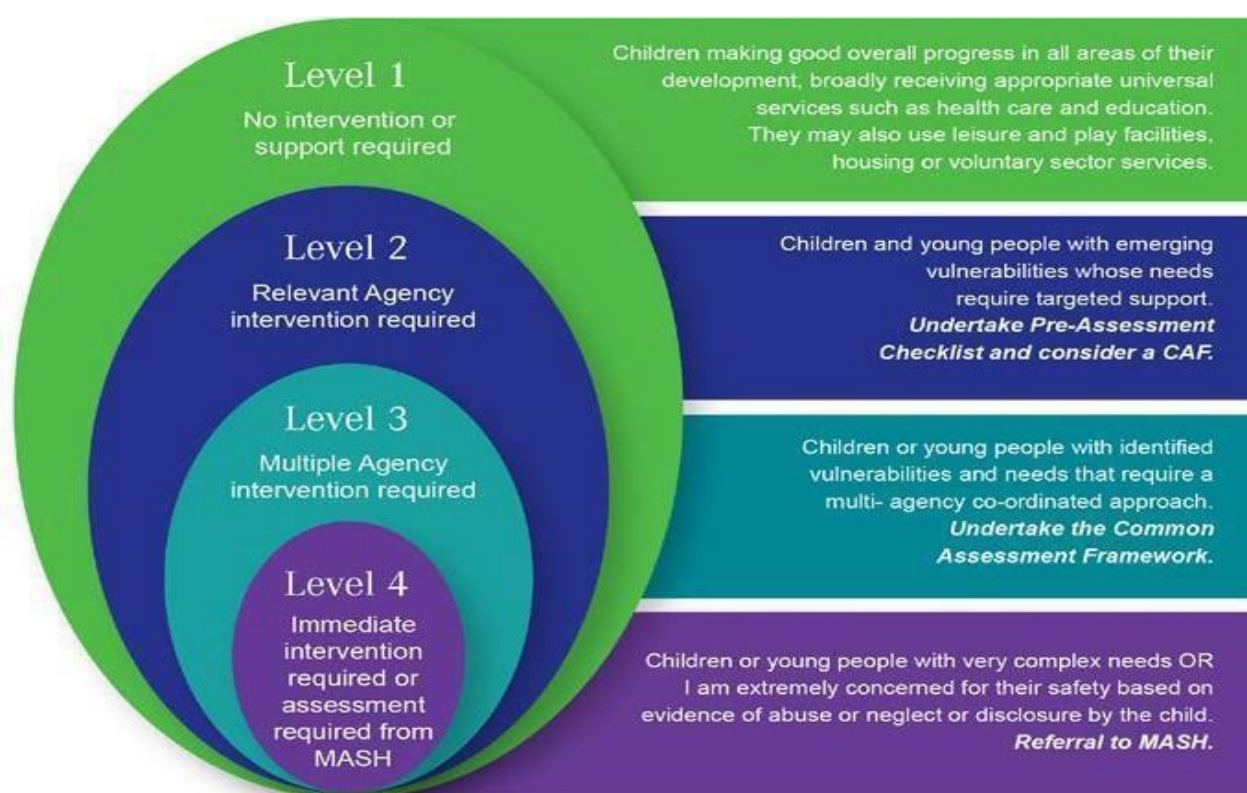 Level 1
No intervention or
support required
Children making good overall progress in all areas of their
development, broadly receiving appropriate universal
services such as health care and education.
They may also use leisure and play facilities,
housing or voluntary sector services.
Level 2
Relevant Agency
intervention required
Children and young people with emerging
vulnerabilities whose needs
require targeted support.
Undertake Pre-Assessment
Checklist and consider a CAF.
Level 3
Multiple Agency
intervention required
Children or young people with identified
vulnerabilities and needs that require a
multi- agency co-ordinated approach.
Undertake the Common
Assessment Framework.
Level 4
Immediate
intervention
required or
assessment
required from
MASH
Children or young people with very complex needs OR
I am extremely concerned for their safety based on
evidence of abuse or neglect or disclosure by the child.
Referral to MASH.